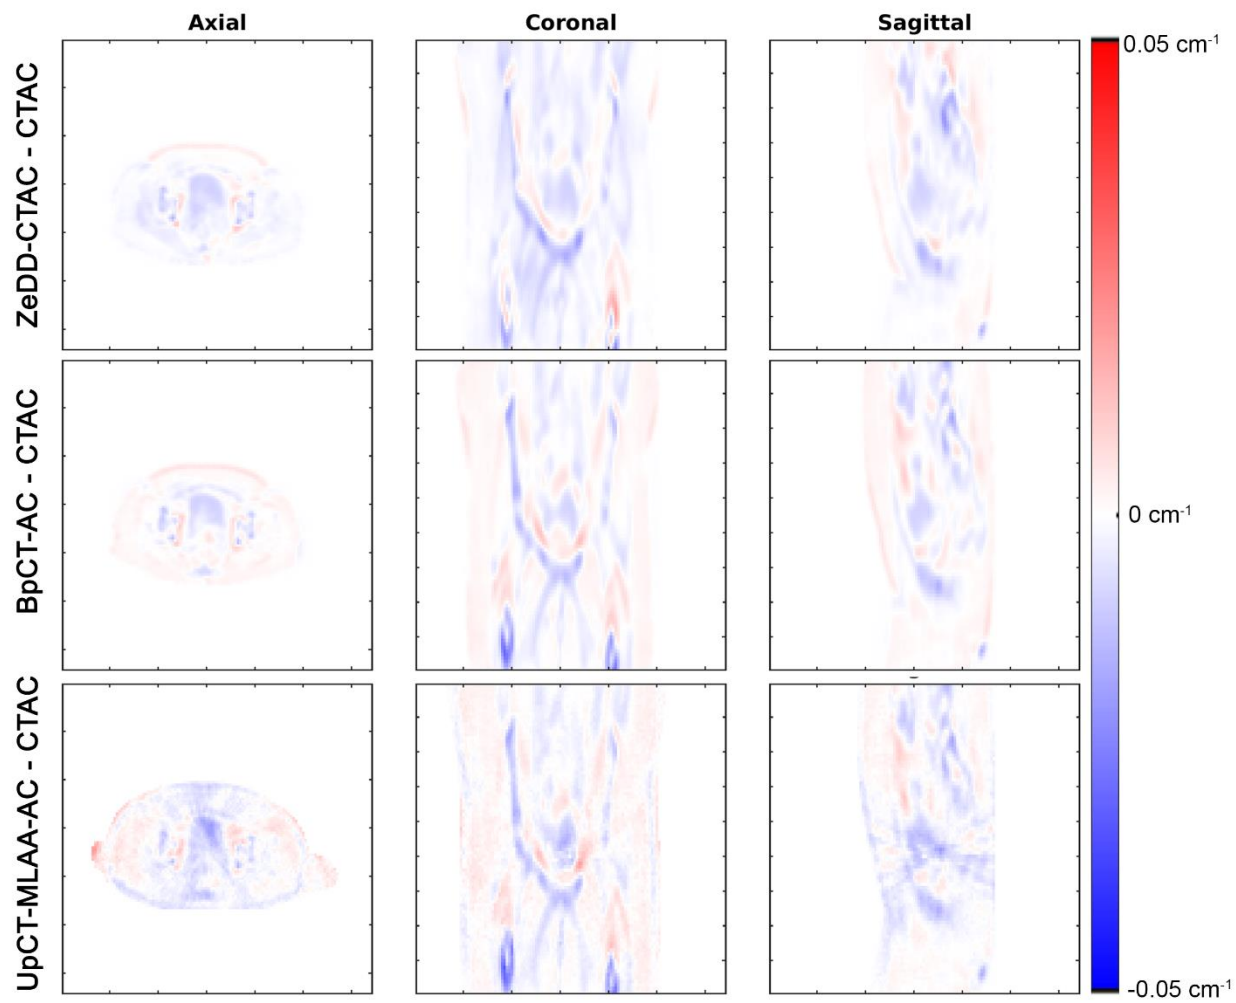 Axial
Coronal
Sagittal
ZeDD-CTAC - CTAC
0.05 cm⁻¹
BpCT-AC - CTAC
0 cm⁻¹
UpCT-MLAA-AC - CTAC
-0.05 cm⁻¹